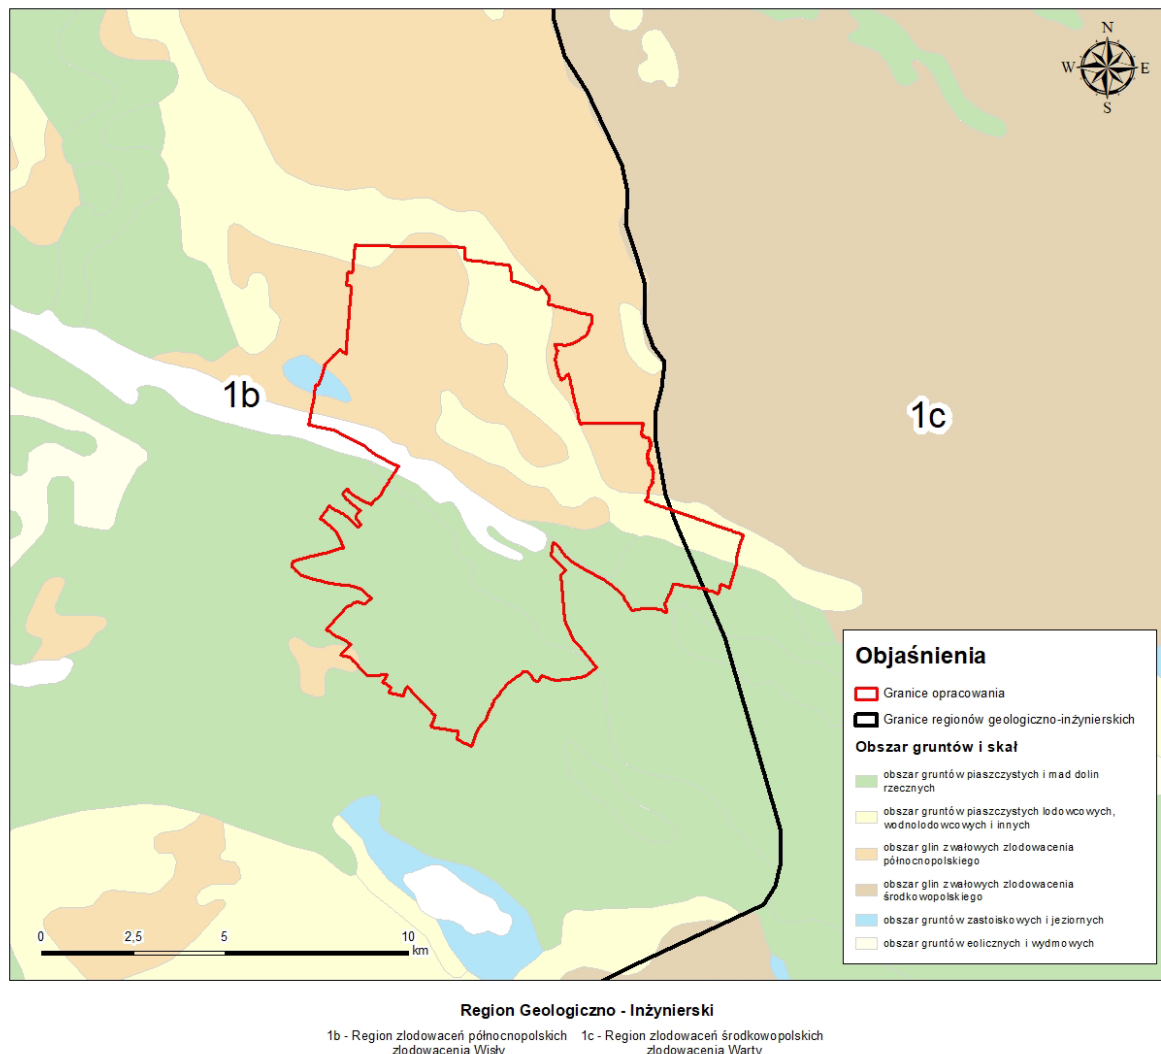 N
W E
S
1b
1c
Objaśnienia
Granice opracowania
Granice regionów geologiczno-inżynierskich
Obszar gruntów i skał
obszar gruntów piaszczystych i mad dolin
rzecznych
obszar gruntów piaszczystych lodowcowych,
wodnolodowcowych i innych
obszar glin zwałowych zlodowacenia
północnopolskiego
obszar glin zwałowych zlodowacenia
środkowopolskiego
obszar gruntów zastoiskowych i jeziornych
obszar gruntów eolicznych i wydmowych
0 2,5 5 10
km
Region Geologiczno - Inżynierski
1b - Region zlodowaceń północnopolskich
zlodowacenia Wisły
1c - Region zlodowaceń środkowopolskich
zlodowacenia Warty